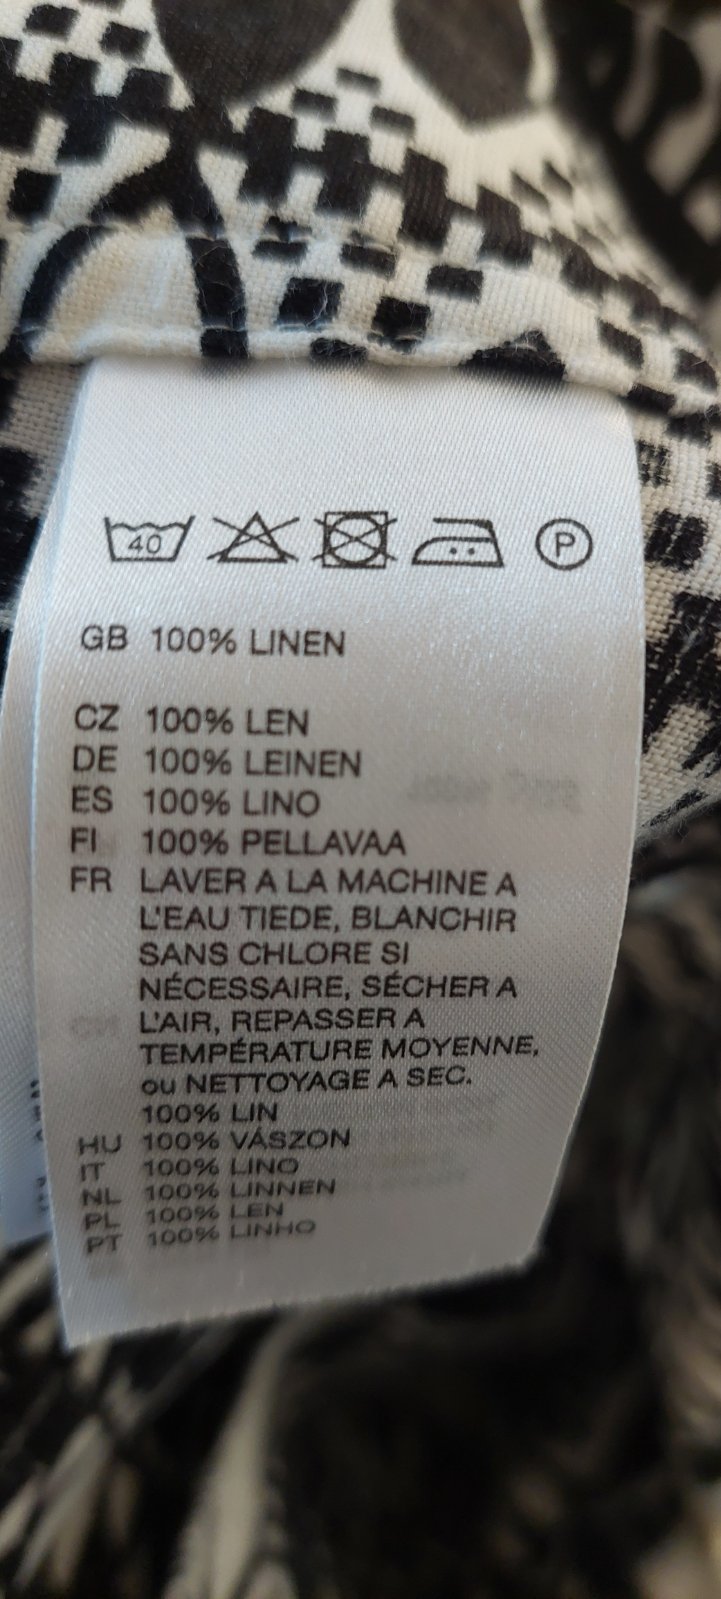 40
P
GB 100% LINEN
CZ 100% LEN
DE 100% LEINEN
ES 100% LINO
FI 100% PELLAVAA
FR LAVER A LA MACHINE A
L'EAU TIEDE, BLANCHIR
SANS CHLORE SI
NÉCESSAIRE, SÉCHER A
L'AIR, REPASSER A
TEMPÉRATURE MOYENNE,
ou NETTOYAGE A SEC.
100% LIN
HU 100% VÁSZON
IT 100% LINO
NL 100% LINNEN
PL 100% LEN
PT 100% LINHO